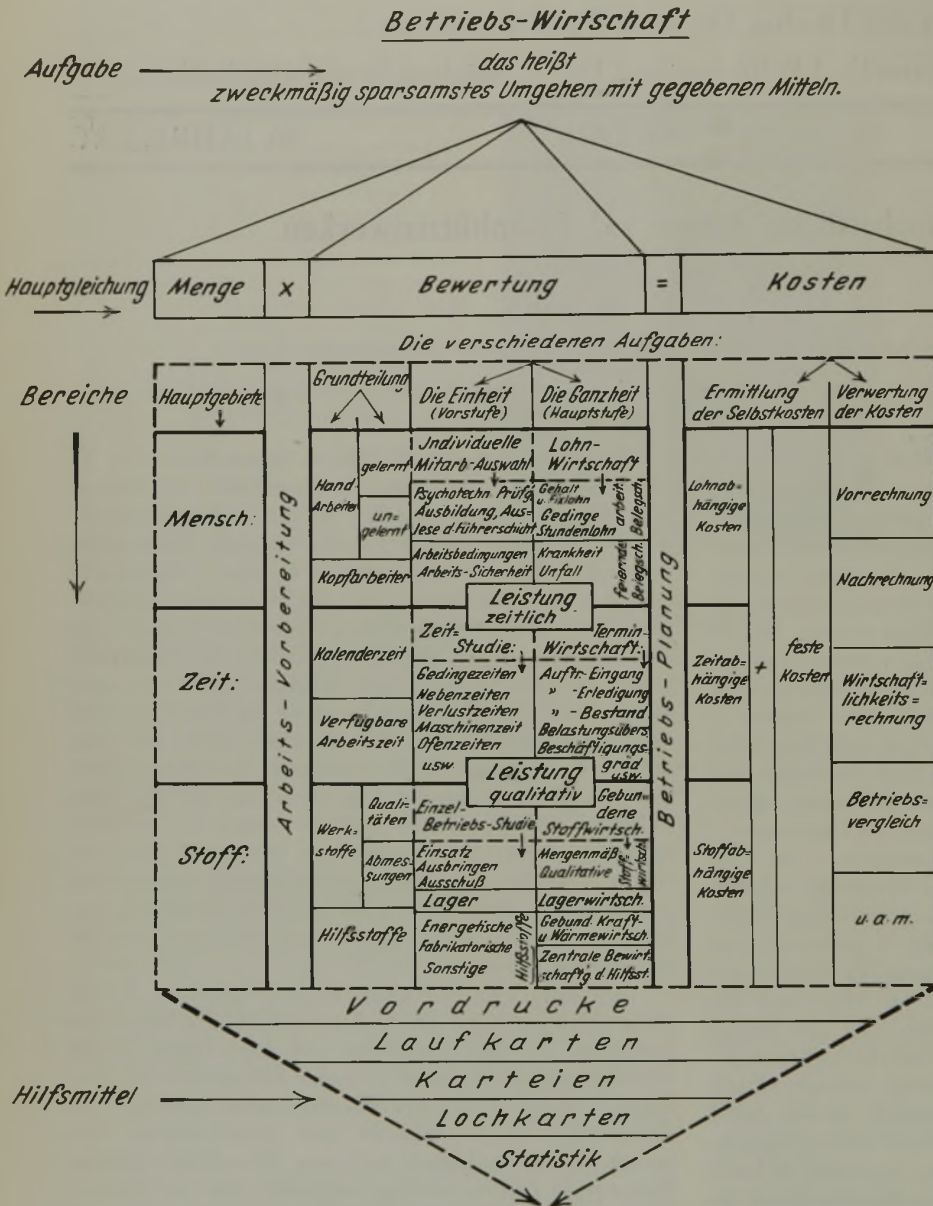 Betriebs-Wirtschaft
Aufgabe
das heißt
zweckmäßig sparsamstes Umgehen mit gegebenen Mitteln.
Hauptgleichung
Menge
x
Bewertung
=
Kosten
Die verschiedenen Aufgaben:
Bereiche
Hauptgebiete
Grundteilung
Die Einheit
(Vorstufe)
Die Ganzheit
(Hauptstufe)
Ermittlung
der Selbstkosten
Verwertung
der Kosten
Arbeits-Vorbereitung
Betriebs-Planung
Mensch:
Hand
Arbeiter
gelernt
un=
gelernt
Kopfarbeiter
Individuelle
Mitarb-Auswahl
Psychotechn. Prüfg.
Ausbildung, Aus-
lese d. Führerschicht
Arbeitsbedingungen
Arbeits-Sicherheit
Lohn-
Wirtschaft
Gehalt
u. Fixlohn
Gedinge
Stundenlohn
arbeit.
Belegsch.
Krankheit
Unfall
feiernde
Belegsch.
Lohnab=
hängige
Kosten
Vorrechnung
Nachrechnung
Leistung
zeitlich
Zeit:
Kalenderzeit
Verfügbare
Arbeitszeit
Zeit=
Studie:
Gedingezeiten
Nebenzeiten
Verlustzeiten
Maschinenzeit
Ofenzeiten
usw
Termin-
Wirtschaft:
Auftr.-Eingang
" -Erledigung
" -Bestand
Belastungsübers.
Beschäftigungs-
grad
usw.
Zeitab=
hängige
Kosten
+
feste
Kosten
Wirtschaft=
lichkeits=
rechnung
Leistung
qualitativ
Stoff:
Werk=
stoffe
Quali=
täten
Abmes=
sungen
Hilfsstoffe
Einzel-
Betriebs-Studie
Einsatz
Ausbringen
Ausschuß
Lager
Energetische
Fabrikatorische
Sonstige
Hilfsstoffe
Gebun=
dene
Stoffwirtsch.
Mengenmäß.
Qualitative
Stoff-
wirtsch.
Lagerwirtsch.
Gebund. Kraft-
u Wärmewirtsch.
Zentrale Bewirt=
schaftg d. Hilfsst.
Stoffab=
hängige
Kosten
Betriebs=
vergleich
u. a. m.
Hilfsmittel
Vordrucke
Laufkarten
Karteien
Lochkarten
Statistik